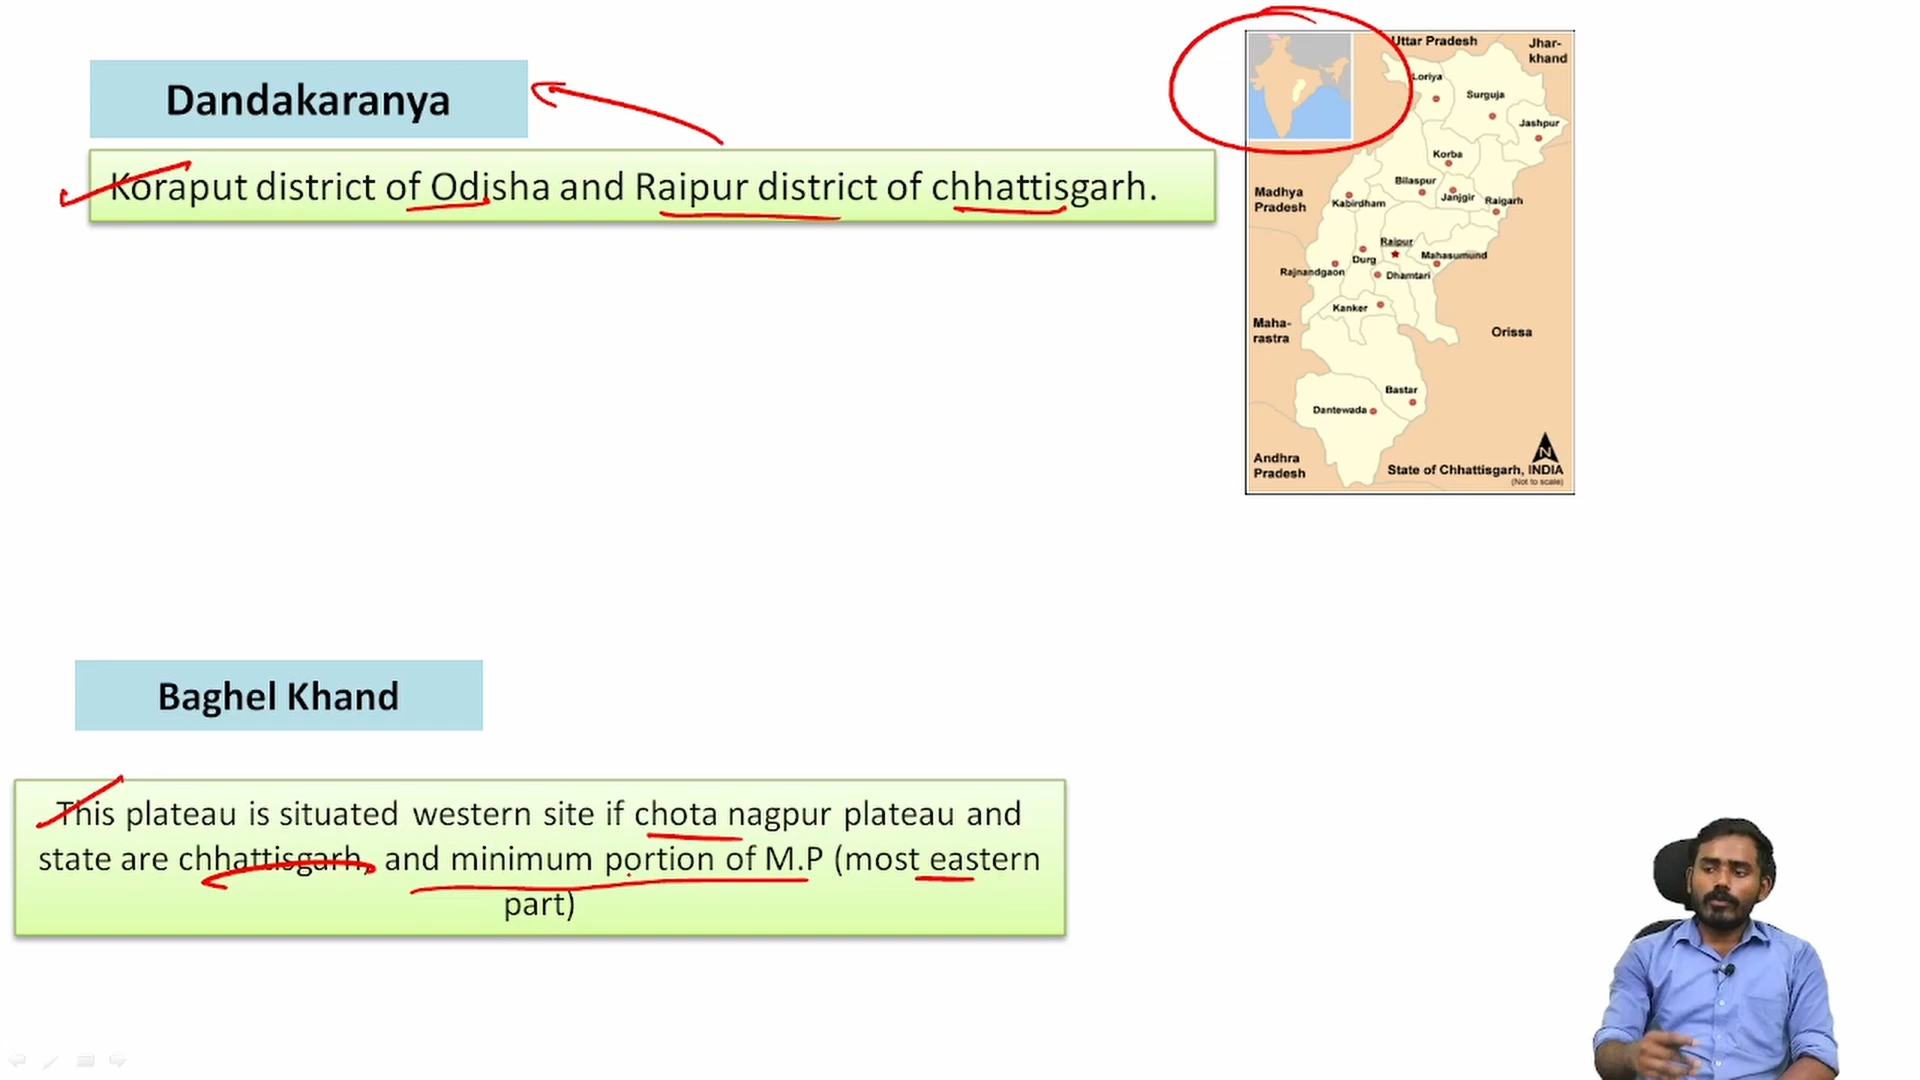 Dandakaranya
Koraput district of Odisha and Raipur district of chhattisgarh.
Uttar Pradesh
Jhar-
khand
Loriya
Surguja
Jashpur
Korba
Bilaspur
Janjgir
Raigarh
Madhya
Pradesh
Kabirdham
Raipur
Durg
Mahasumund
Rajnandgaon
Dhamtari
Kanker
Maha-
rastra
Orissa
Bastar
Dantewada
Andhra
Pradesh
N
State of Chhattisgarh, INDIA
(Not to scale)
Baghel Khand
This plateau is situated western site if chota nagpur plateau and
state are chhattisgarh, and minimum portion of M.P (most eastern
part)